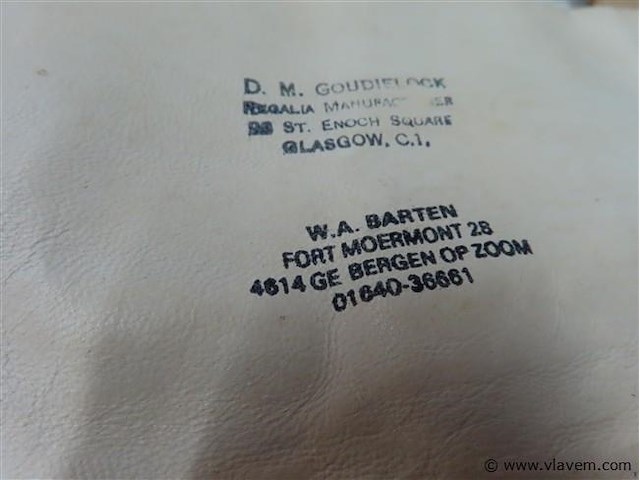 D. M. GOUDIELOCK
REGALIA MANUFACTURER
ST. ENOCH SQUARE
GLASGOW, C.1,
W.A. BARTEN
FORT MOERMONT 28
4614 GE BERGEN OP ZOOM
01640-36661
© www.vlavem.com